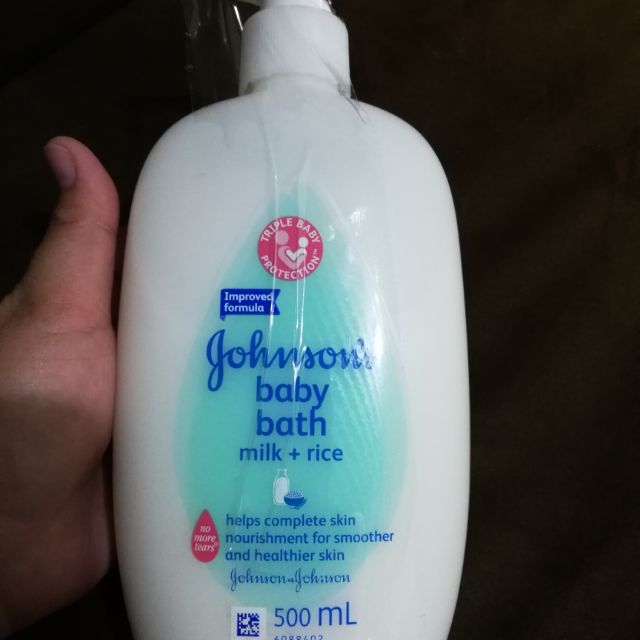 TRIPLE BABY
PROTECTION™
Improved
formula
Johnson's
baby
bath
milk + rice
no
more
tears®
helps complete skin
nourishment for smoother
and healthier skin
Johnson & Johnson
500 mL